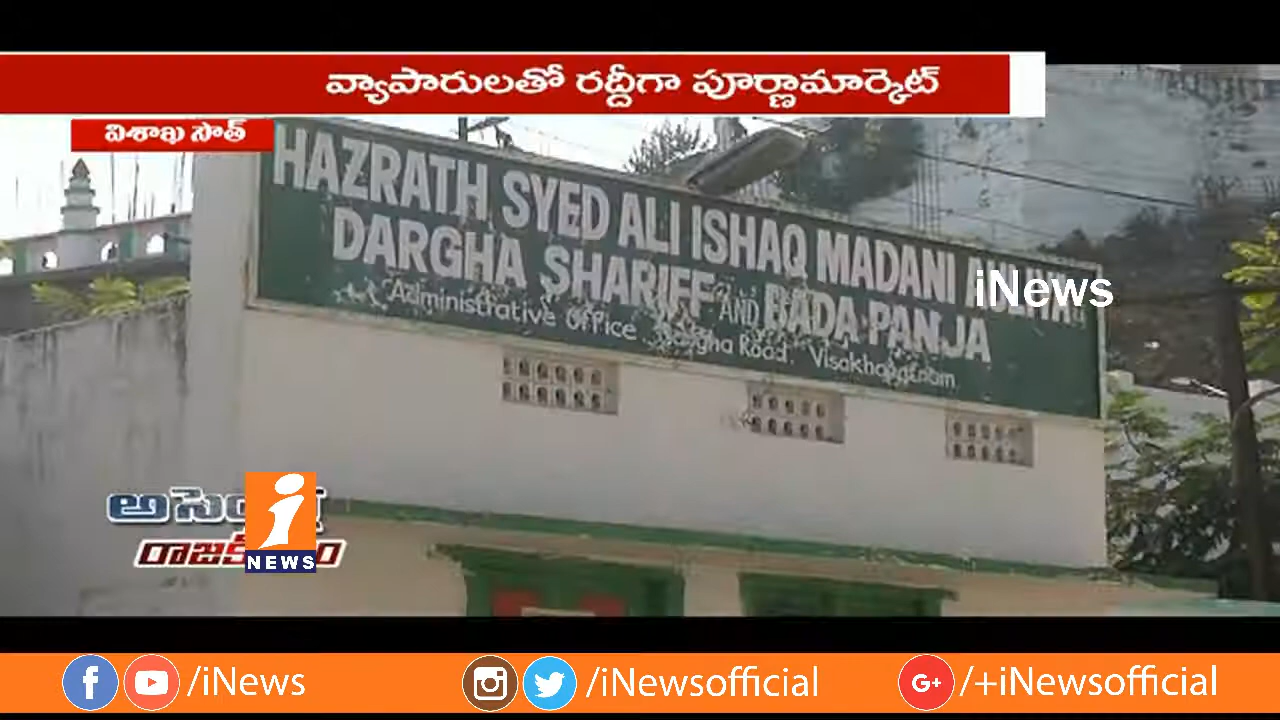 వ్యాపారులతో రద్దీగా పూర్ణామార్కెట్
విశాఖ సౌత్
HAZRATH SYED ALI ISHAQ MADANI
DARGHA SHARIFF AND BADA PANJA
Administrative Office Dargha Road. Visakhapatnam
iNews
i
NEWS
/iNews
/iNewsofficial
G+ /+iNewsofficial